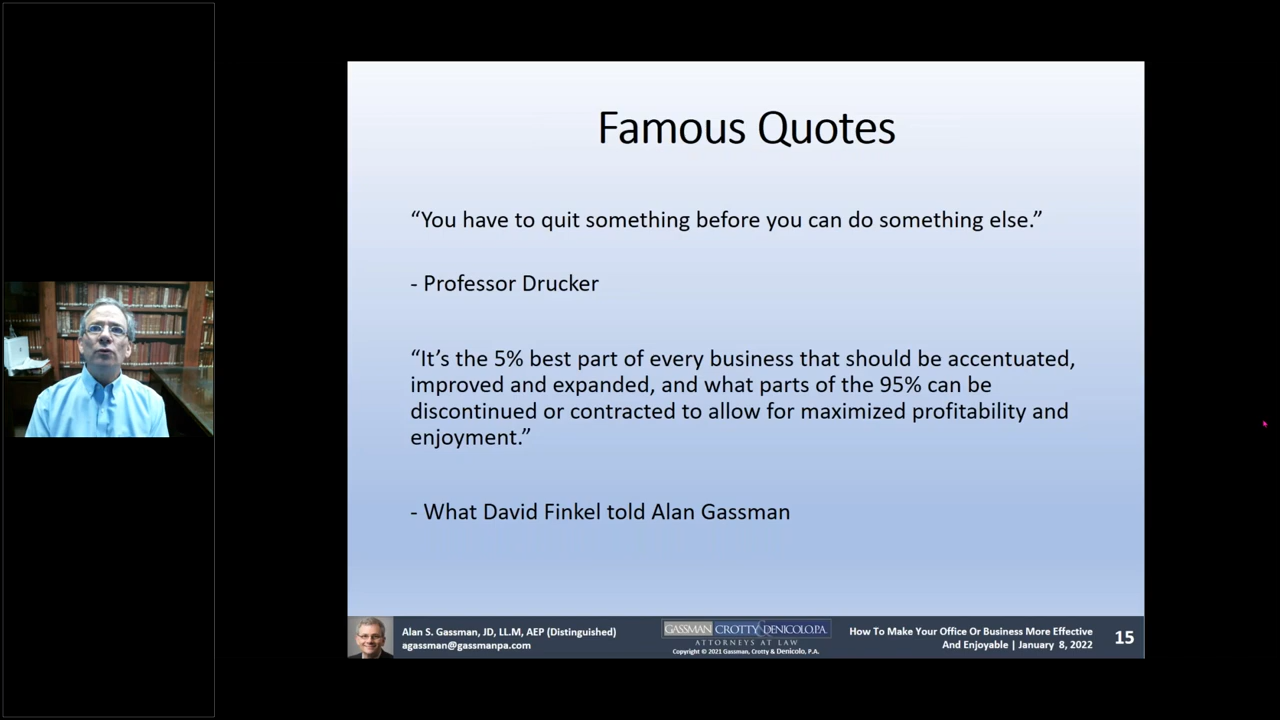 Famous Quotes
“You have to quit something before you can do something else.”
- Professor Drucker
“It’s the 5% best part of every business that should be accentuated,
improved and expanded, and what parts of the 95% can be
discontinued or contracted to allow for maximized profitability and
enjoyment.”
- What David Finkel told Alan Gassman
Alan S. Gassman, JD, LL.M, AEP (Distinguished)
agassman@gassmanpa.com
GASSMAN CROTTY & DENICOLO, P.A.
ATTORNEYS AT LAW
Copyright © 2021 Gassman, Crotty & Denicolo, P.A.
How To Make Your Office Or Business More Effective
And Enjoyable | January 8, 2022
15